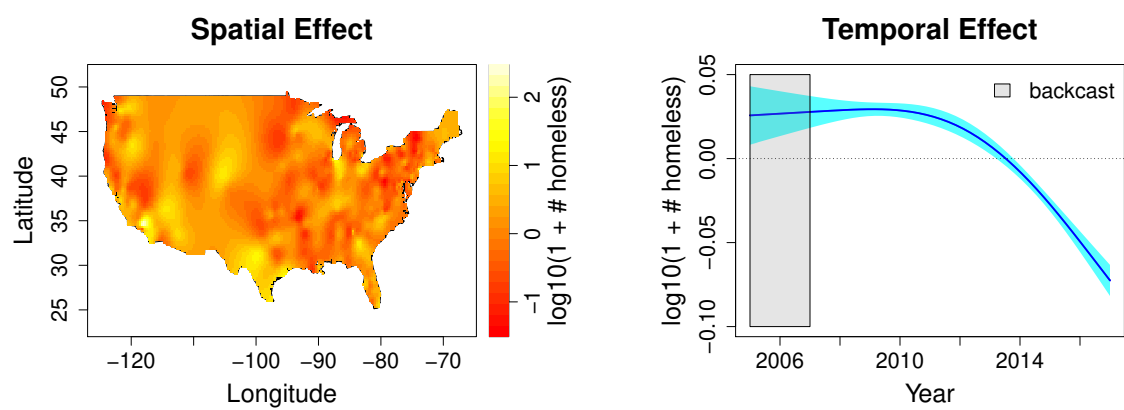 Spatial Effect
50
45
40
35
30
25
Latitude
−120
−100
−90
−80
−70
Longitude
2
1
0
−1
log10(1 + # homeless)
Temporal Effect
0.05
0.00
−0.05
−0.10
log10(1 + # homeless)
backcast
2006
2010
2014
Year